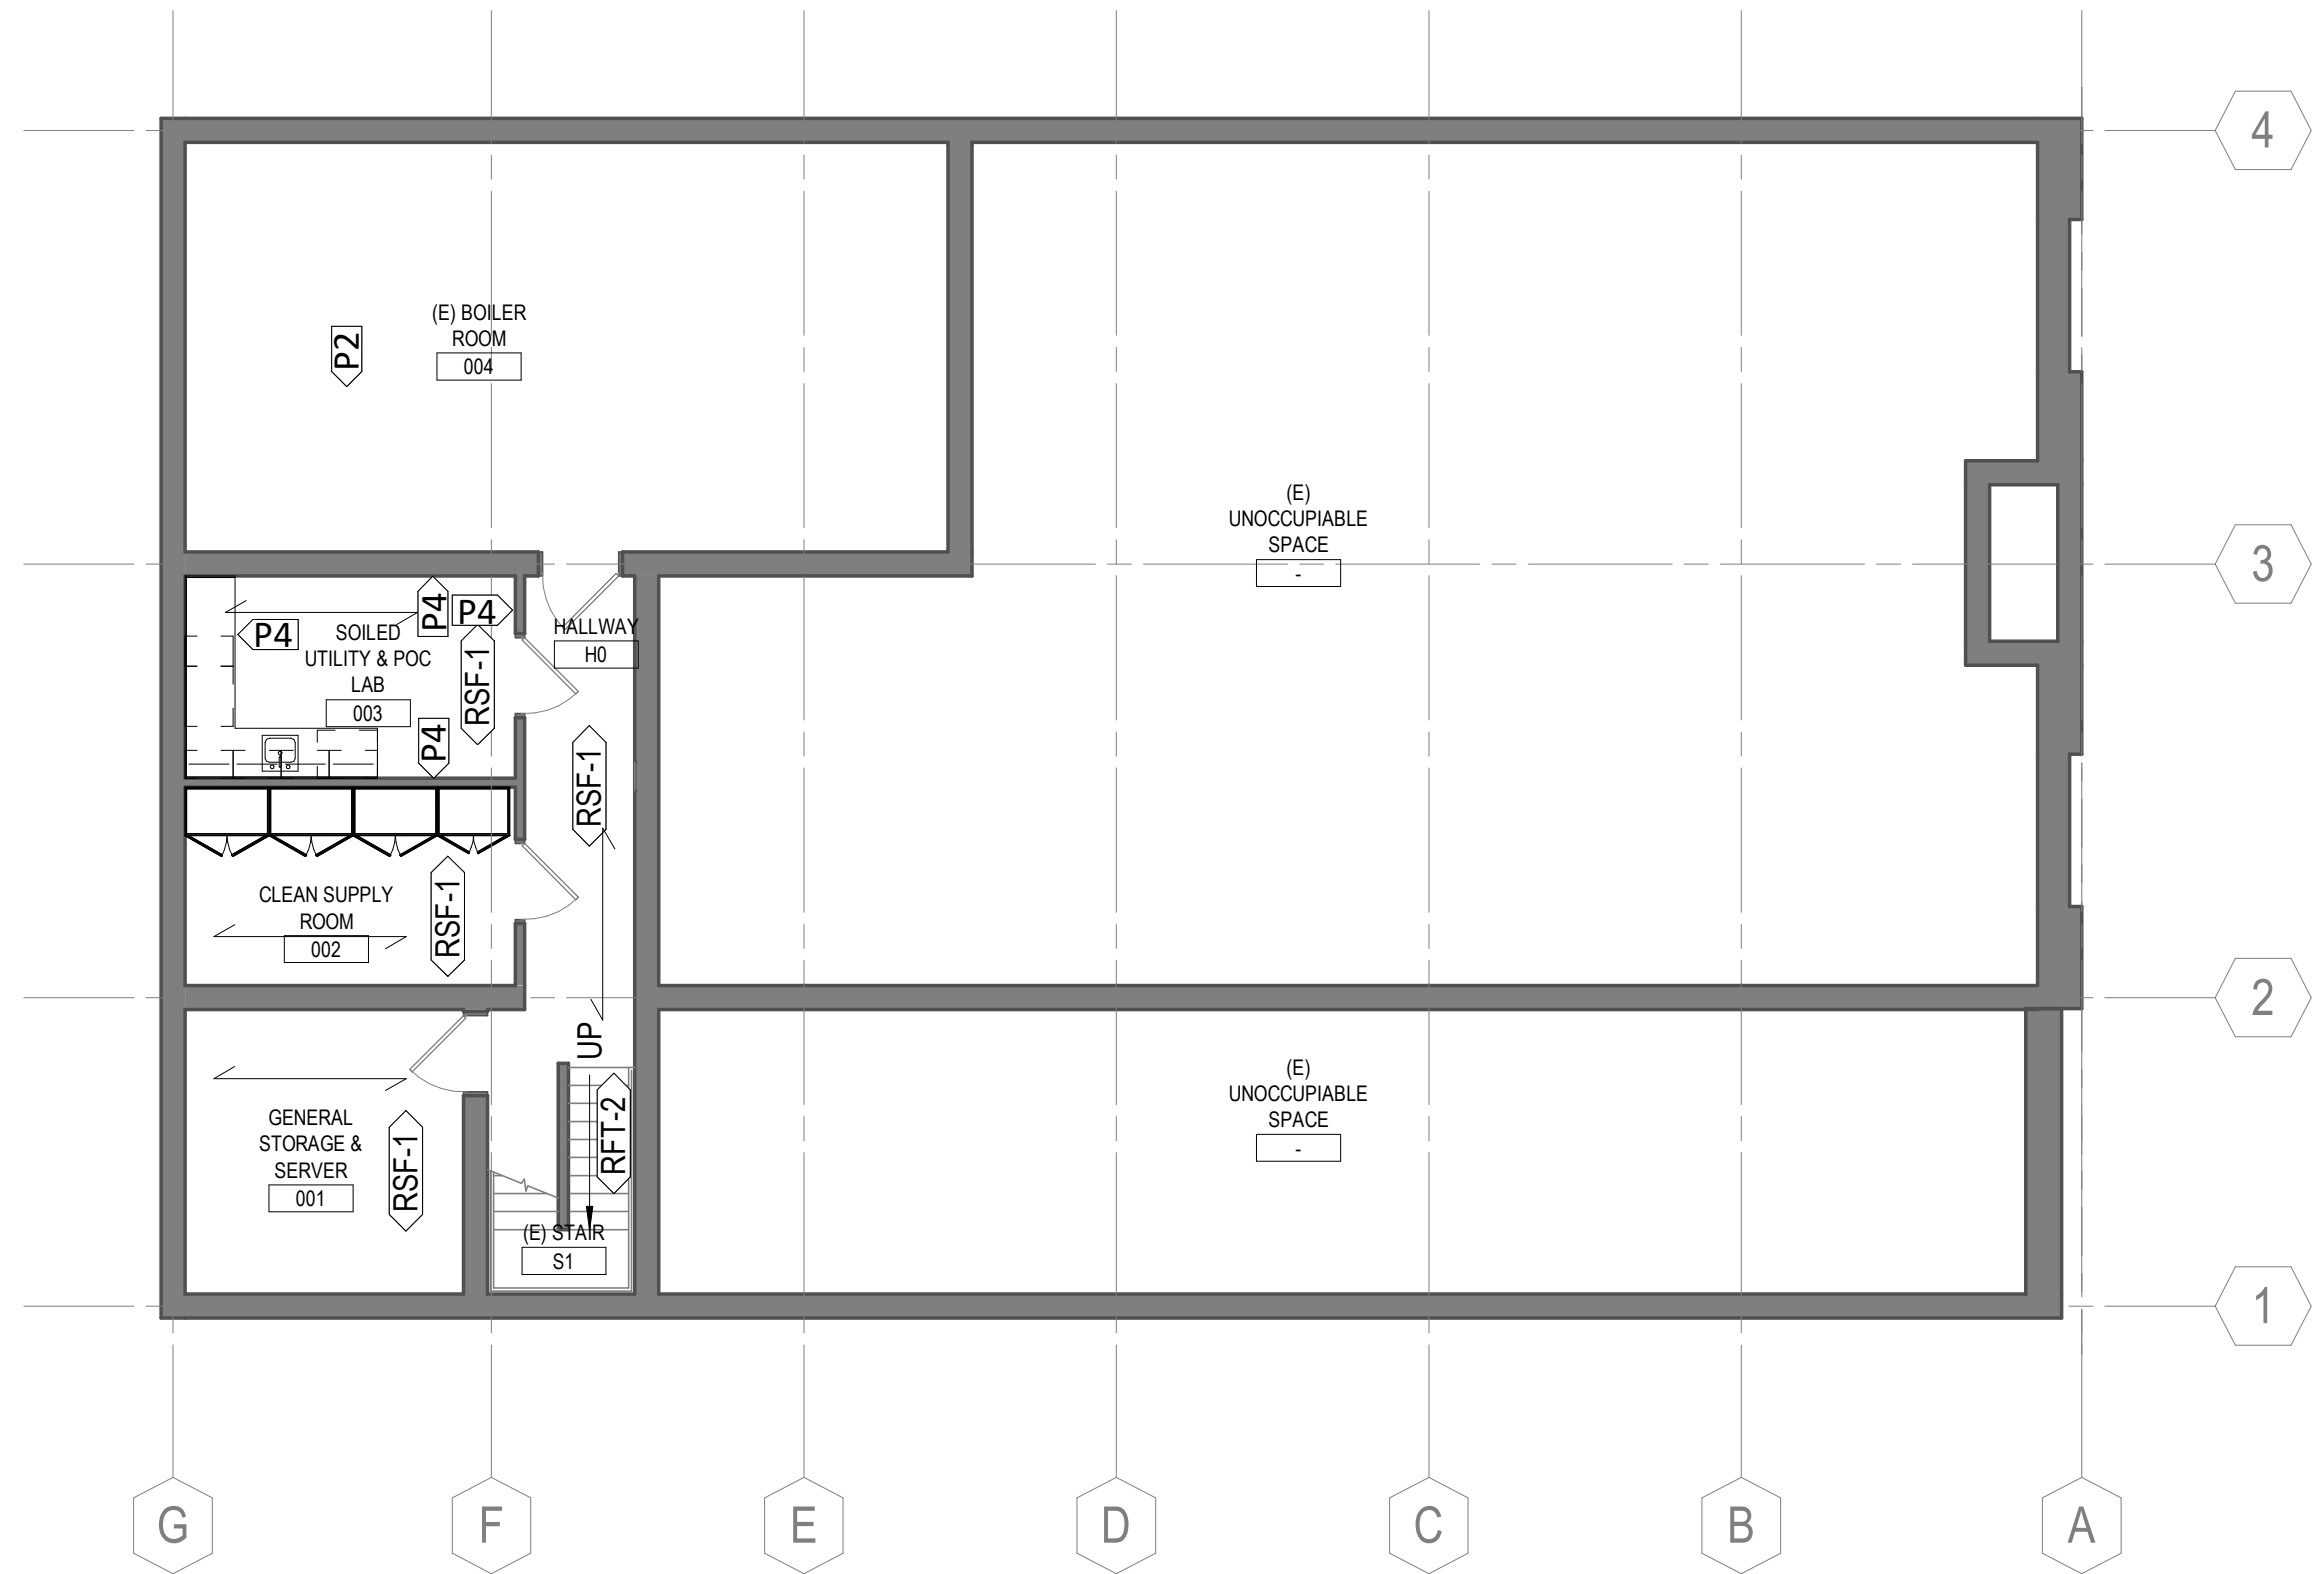 4
(E) BOILER
ROOM
004
P2
(E)
UNOCCUPIABLE
SPACE
-
3
P4
P4
P4
SOILED
UTILITY & POC
LAB
003
RSF-1
P4
HALLWAY
H0
RSF-1
CLEAN SUPPLY
ROOM
002
RSF-1
2
UP
(E)
UNOCCUPIABLE
SPACE
-
GENERAL
STORAGE &
SERVER
001
RSF-1
RFT-2
(E) STAIR
S1
1
G
F
E
D
C
B
A